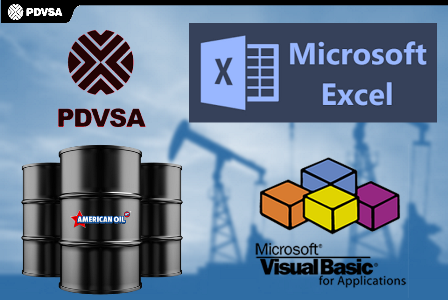 PDVSA
PDVSA
Microsoft
Excel
X
AMERICAN OIL
Microsoft®
Visual Basic®
for Applications